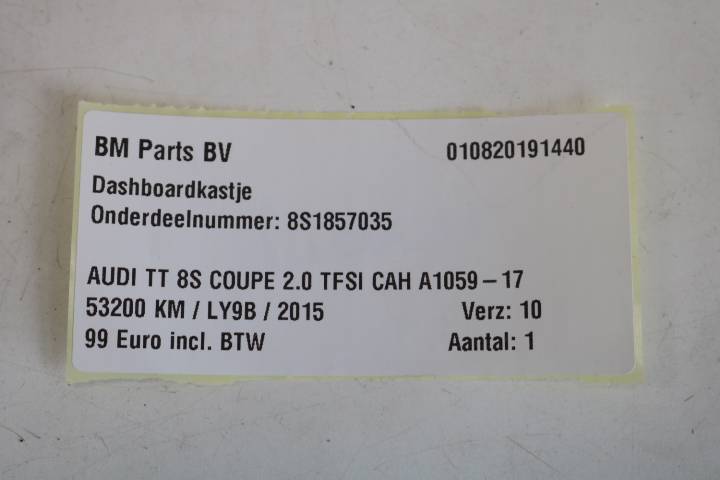 BM Parts BV 010820191440
Dashboardkastje
Onderdeelnummer: 8S1857035
AUDI TT 8S COUPE 2.0 TFSI CAH A1059 – 17
53200 KM / LY9B / 2015 Verz: 10
99 Euro incl. BTW Aantal: 1